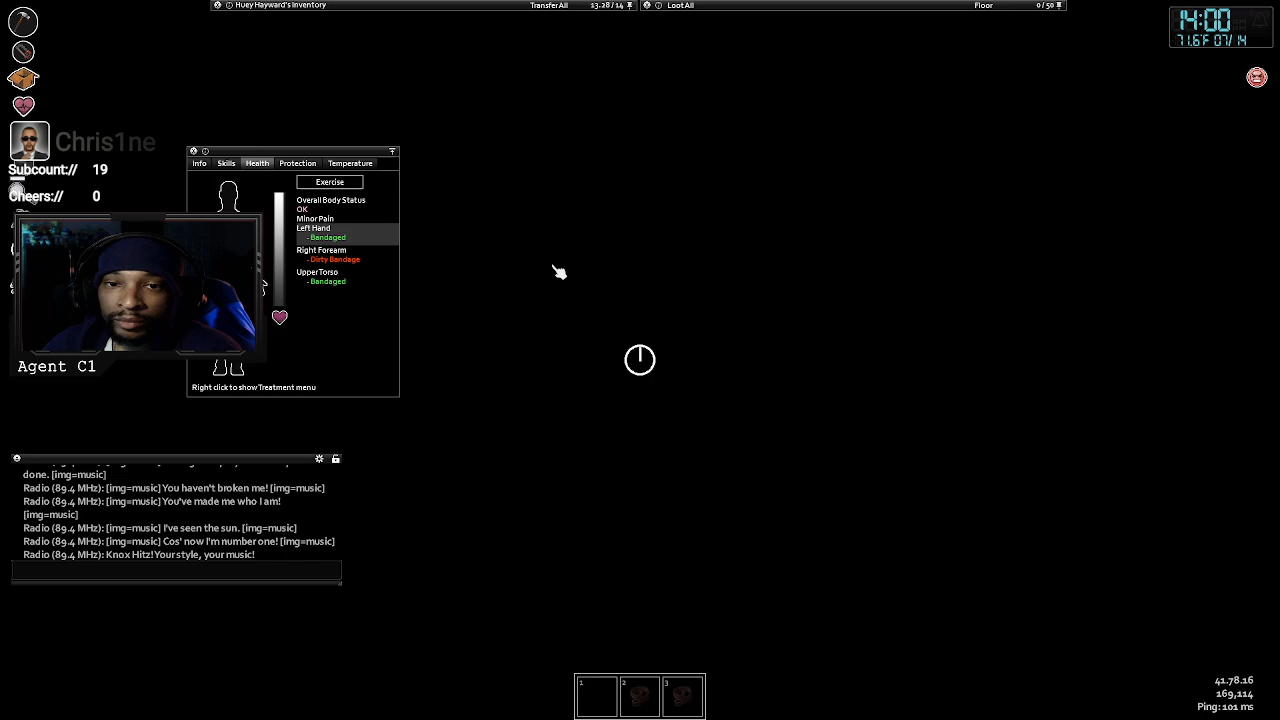 Huey Hayward's Inventory Transfer All 13.28 / 14
Loot All Floor 0 / 50
14:00
71.6°F 07/14
Chris1ne
Subcount:// 19
Cheers:// 0
Info Skills Health Protection Temperature
Exercise
Overall Body Status
OK
Minor Pain
Left Hand
- Bandaged
Right Forearm
- Dirty Bandage
Upper Torso
- Bandaged
Right click to show Treatment menu
Agent C1
done. [img=music]
Radio (89.4 MHz): [img=music] You haven't broken me! [img=music]
Radio (89.4 MHz): [img=music] You've made me who I am!
[img=music]
Radio (89.4 MHz): [img=music] I've seen the sun. [img=music]
Radio (89.4 MHz): [img=music] Cos' now I'm number one! [img=music]
Radio (89.4 MHz): Knox Hitz! Your style, your music!
1 2 3
41.78.16
169,114
Ping: 101 ms